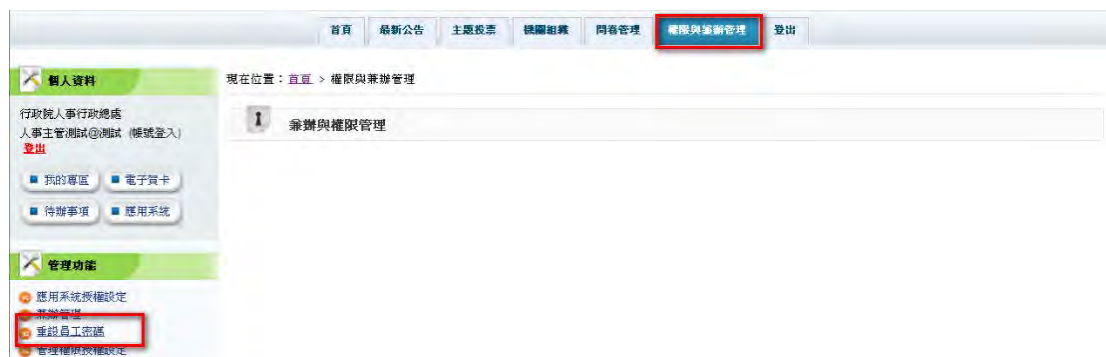 首頁 最新公告 主題投票 機關組織 問卷管理 權限與兼辦管理 登出
個人資料
現在位置：首頁 > 權限與兼辦管理
行政院人事行政總處
人事主管測試@測試 (帳號登入)
登出
兼辦與權限管理
我的專區 電子賀卡
待辦事項 應用系統
管理功能
應用系統授權設定
兼辦管理
重設員工密碼
管理權限授權設定